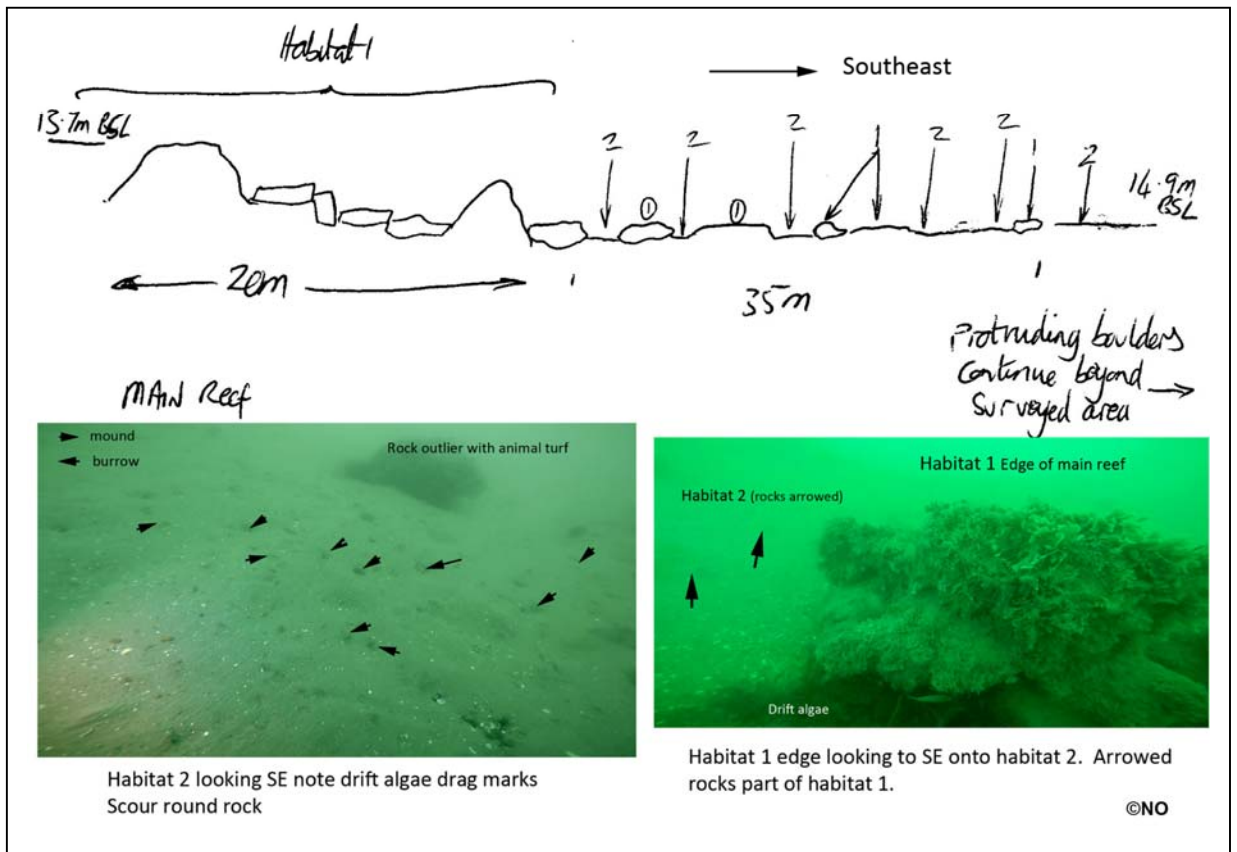 Habitat 1
Southeast
13.7m BSL
2
2
2
1
2
2
1
2
14.9m
BSL
1
1
20m
1
35m
1
Protruding boulders
Continue beyond
Surveyed area
MAIN Reef
mound
burrow
Rock outlier with animal turf
Habitat 1 Edge of main reef
Habitat 2 (rocks arrowed)
Drift algae
Habitat 2 looking SE note drift algae drag marks
Scour round rock
Habitat 1 edge looking to SE onto habitat 2. Arrowed
rocks part of habitat 1.
©NO